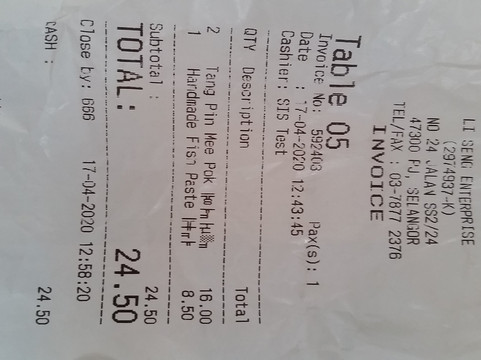 LI SENG ENTERPRISE
(2974937-K)
NO 24 JALAN SS2/24
47300 PJ, SELANGOR
TEL/FAX : 03-7877 2376
INVOICE
Table 05
Invoice No: 592403 Pax(s): 1
Date : 17-04-2020 12:43:45
Cashier: SIS Test
QTY Description Total
2 Tang Pin Mee Pok 16.00
1 Handmade Fish Paste 8.50
Subtotal : 24.50
TOTAL: 24.50
Close by: 666 17-04-2020 12:58:20
CASH : 24.50